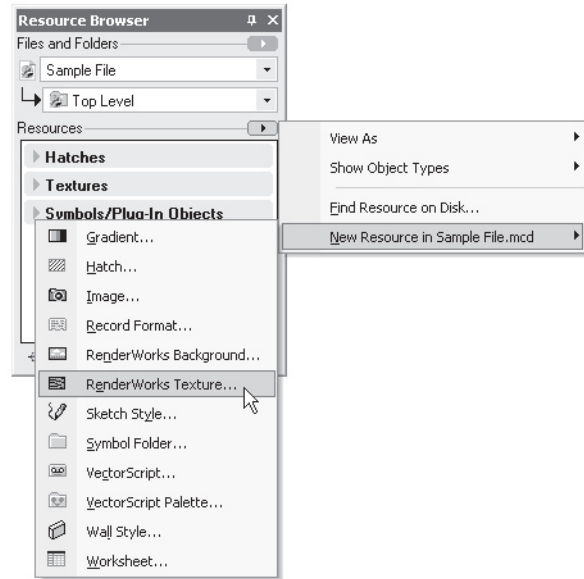 Resource Browser
Files and Folders
Sample File
Top Level
Resources
Hatches
Textures
Symbols/Plug-In Objects
View As
Show Object Types
Find Resource on Disk...
New Resource in Sample File.mcd
Gradient...
Hatch...
Image...
Record Format...
RenderWorks Background...
RenderWorks Texture...
Sketch Style...
Symbol Folder...
VectorScript...
VectorScript Palette...
Wall Style...
Worksheet...